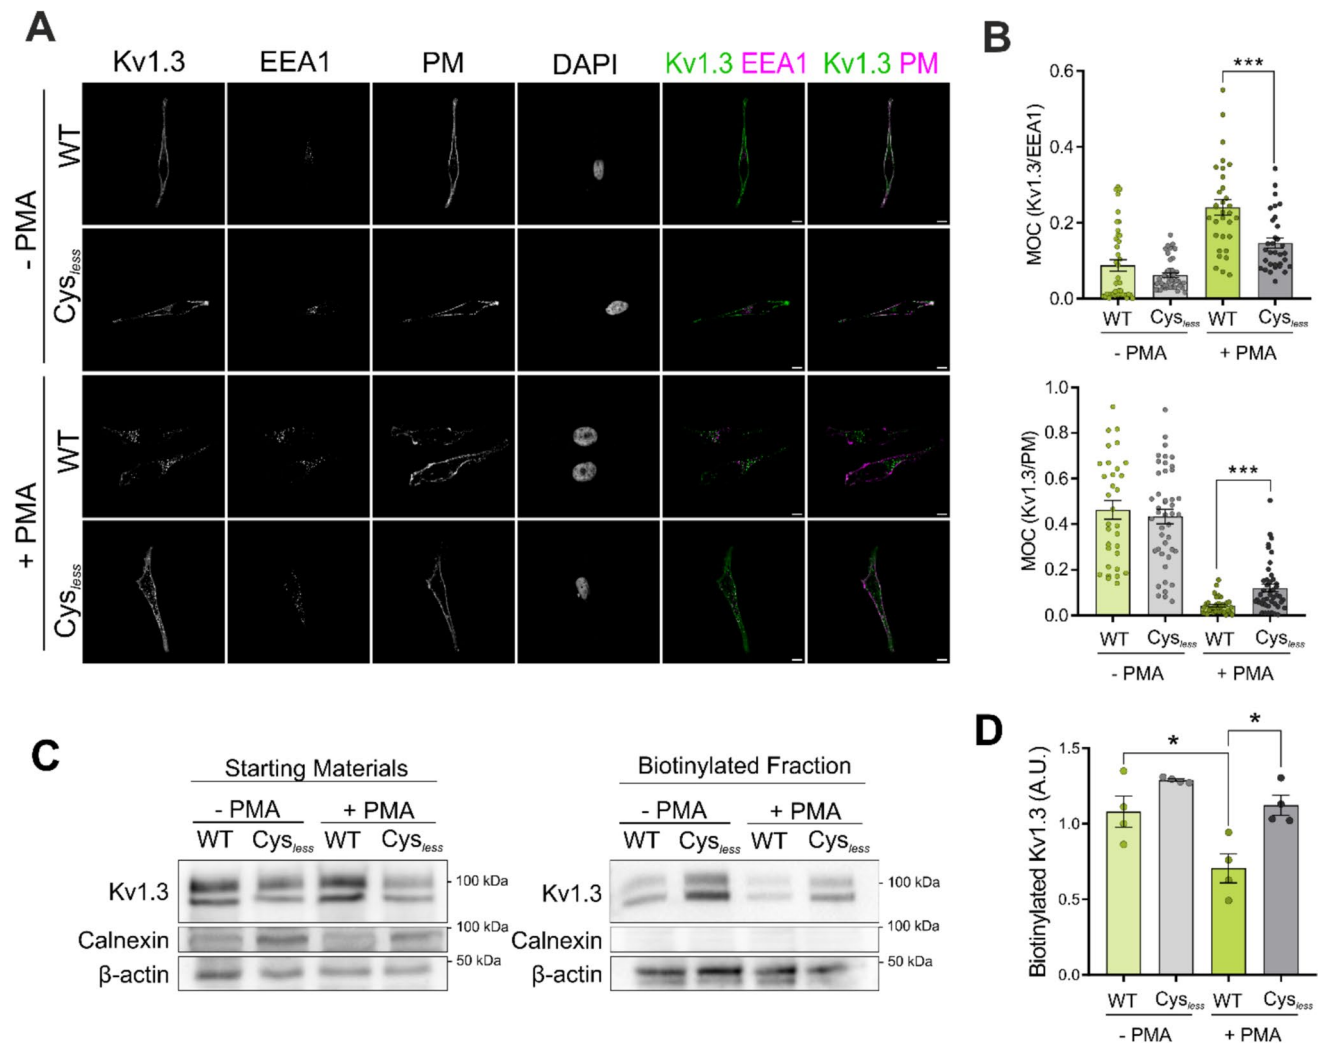 A
Kv1.3 EEA1 PM DAPI Kv1.3 EEA1 Kv1.3 PM
- PMA
WT
Cysless
+ PMA
WT
Cysless
B
MOC (Kv1.3/EEA1)
0.6
0.4
0.2
0.0
***
WT Cysless WT Cysless
- PMA + PMA
MOC (Kv1.3/PM)
1.0
0.8
0.6
0.4
0.2
0.0
***
WT Cysless WT Cysless
- PMA + PMA
C
Starting Materials
- PMA + PMA
WT Cysless WT Cysless
Kv1.3
- 100 kDa
Calnexin
- 100 kDa
β-actin
- 50 kDa
Biotinylated Fraction
- PMA + PMA
WT Cysless WT Cysless
Kv1.3
- 100 kDa
Calnexin
- 100 kDa
β-actin
- 50 kDa
D
Biotinylated Kv1.3 (A.U.)
1.5
1.0
0.5
0.0
*
*
WT Cysless WT Cysless
- PMA + PMA